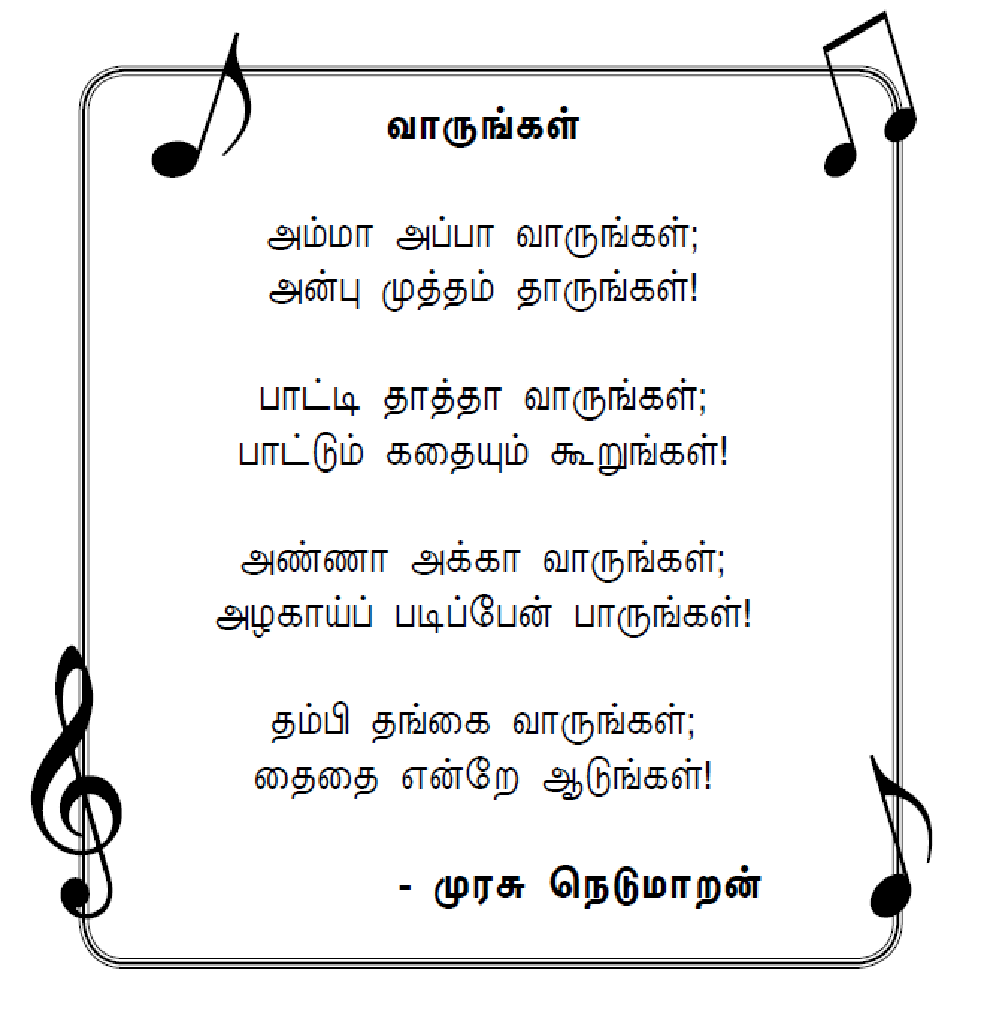 வாருங்கள்
அம்மா அப்பா வாருங்கள்;
அன்பு முத்தம் தாருங்கள்!
பாட்டி தாத்தா வாருங்கள்;
பாட்டும் கதையும் கூறுங்கள்!
அண்ணா அக்கா வாருங்கள்;
அழகாய்ப் படிப்பேன் பாருங்கள்!
தம்பி தங்கை வாருங்கள்;
தைதை என்றே ஆடுங்கள்!
- முரசு நெடுமாறன்